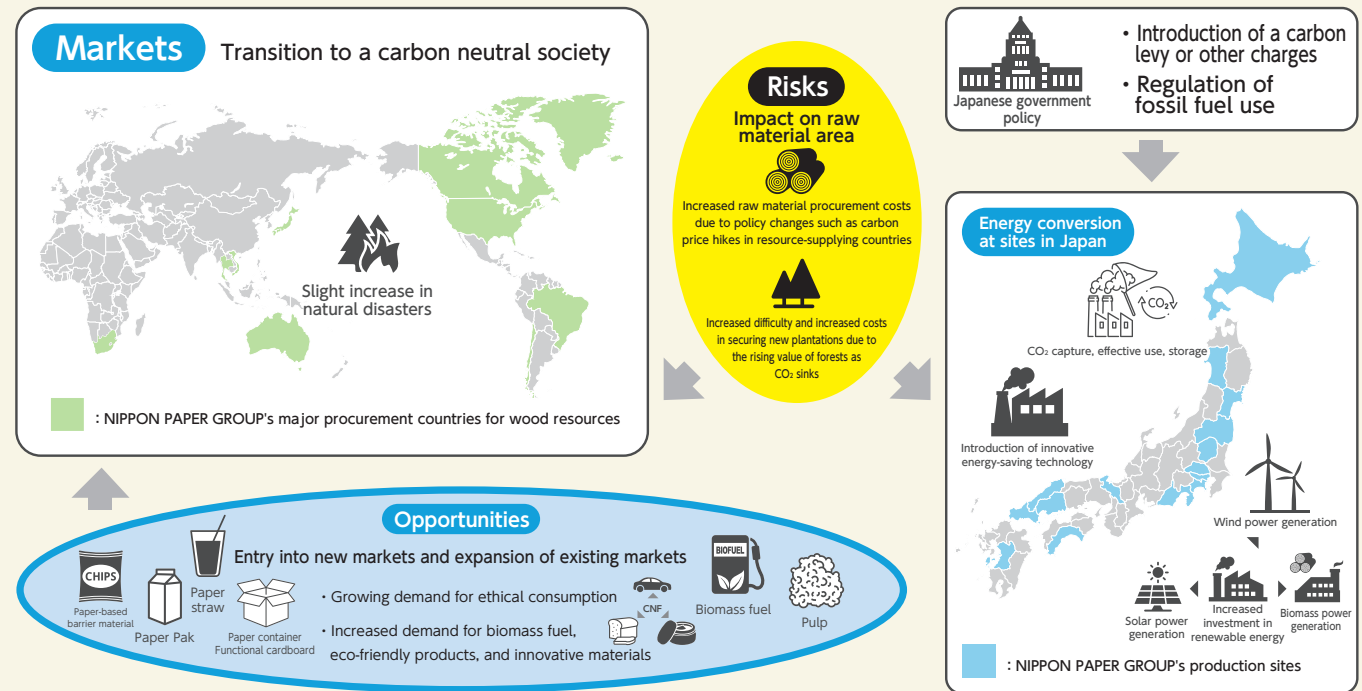 Markets
Transition to a carbon neutral society
Slight increase in
natural disasters
: NIPPON PAPER GROUP's major procurement countries for wood resources
Risks
Impact on raw
material area
Increased raw material procurement costs
due to policy changes such as carbon
price hikes in resource-supplying countries
Increased difficulty and increased costs
in securing new plantations due to
the rising value of forests as
CO₂ sinks
Japanese government
policy
・Introduction of a carbon
levy or other charges
・Regulation of
fossil fuel use
Energy conversion
at sites in Japan
CO₂
CO₂ capture, effective use, storage
Introduction of innovative
energy-saving technology
Wind power generation
Solar power
generation
Increased
investment in
renewable energy
Biomass power
generation
: NIPPON PAPER GROUP's production sites
Opportunities
Entry into new markets and expansion of existing markets
CHIPS
Paper-based
barrier material
Paper Pak
Paper
straw
Paper container
Functional cardboard
・Growing demand for ethical consumption
・Increased demand for biomass fuel,
eco-friendly products, and innovative materials
CNF
BIOFUEL
Biomass fuel
Pulp